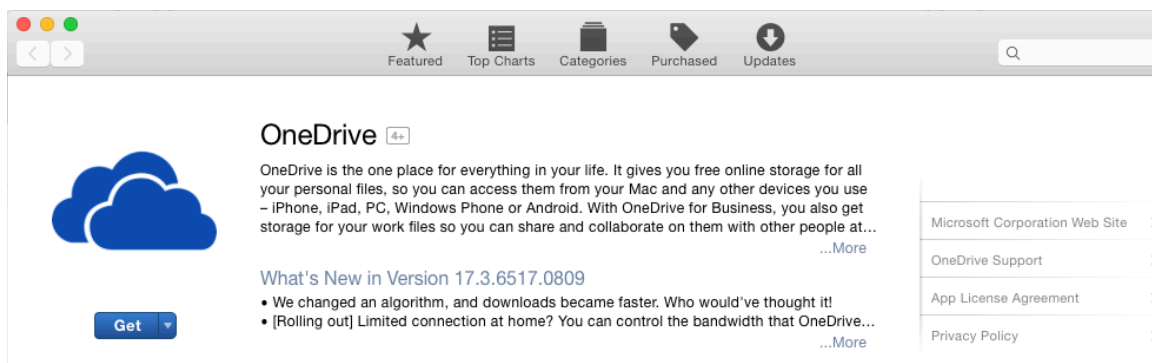 Featured
Top Charts
Categories
Purchased
Updates
OneDrive 4+
OneDrive is the one place for everything in your life. It gives you free online storage for all
your personal files, so you can access them from your Mac and any other devices you use
– iPhone, iPad, PC, Windows Phone or Android. With OneDrive for Business, you also get
storage for your work files so you can share and collaborate on them with other people at...
...More
What's New in Version 17.3.6517.0809
• We changed an algorithm, and downloads became faster. Who would've thought it!
• [Rolling out] Limited connection at home? You can control the bandwidth that OneDrive...
...More
Get
Microsoft Corporation Web Site
OneDrive Support
App License Agreement
Privacy Policy